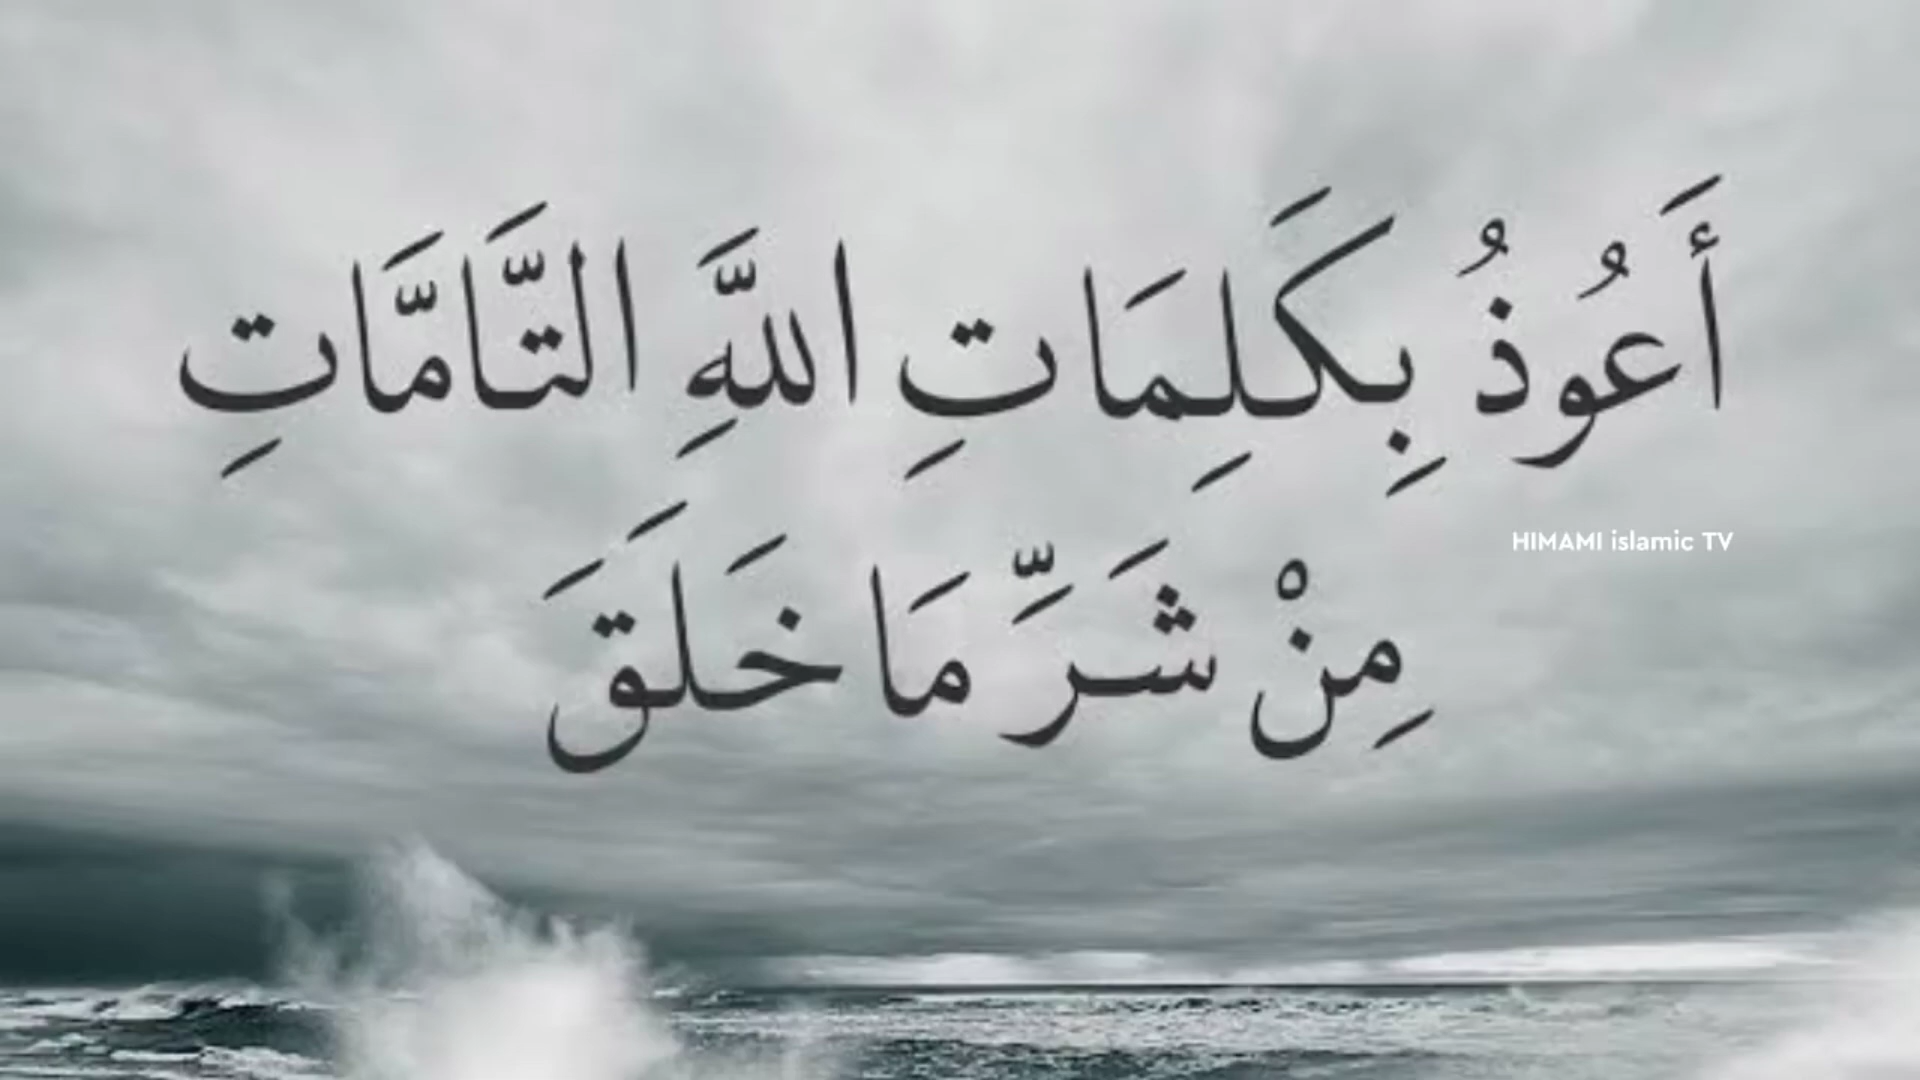 أَعُوذُ بِكَلِمَاتِ اللَّهِ التَّامَّاتِ
HIMAMI islamic TV
مِنْ شَرِّ مَا خَلَقَ